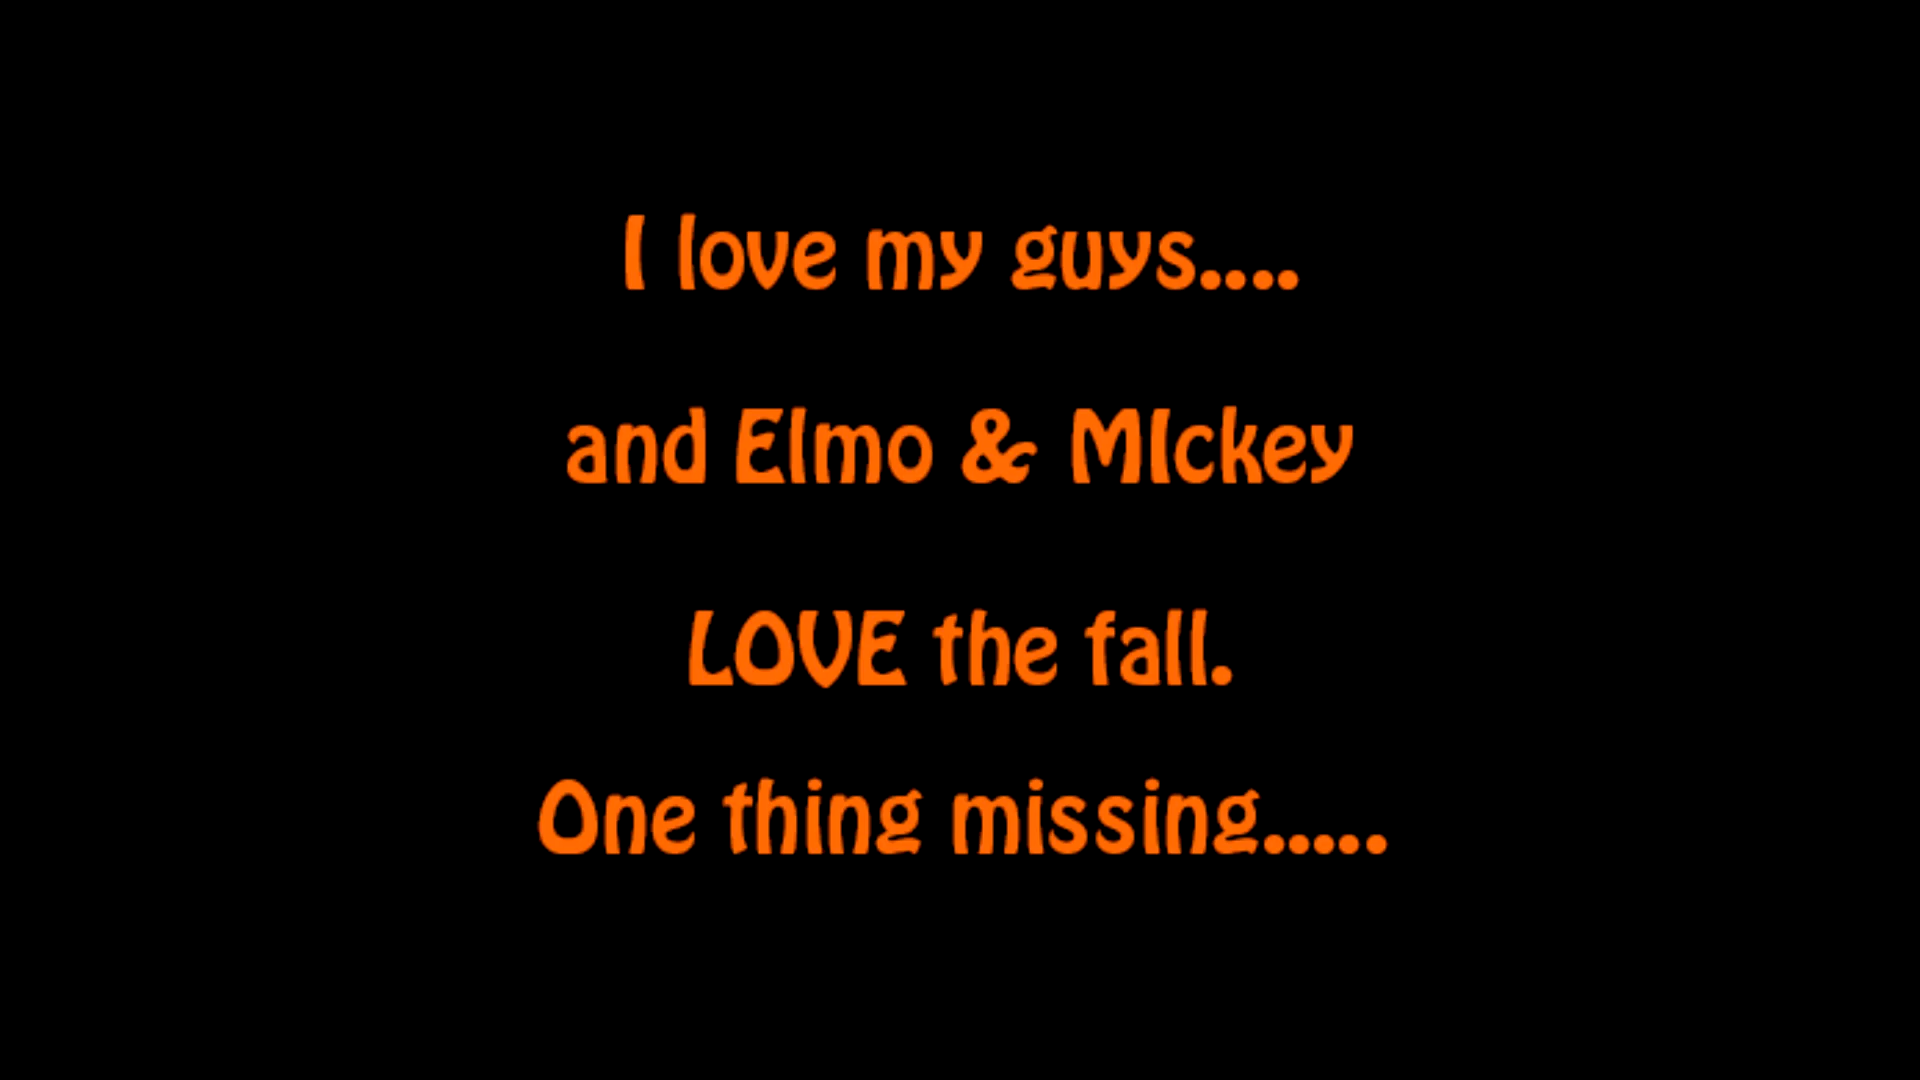 I love my guys....
and Elmo & MIckey
LOVE the fall.
One thing missing.....